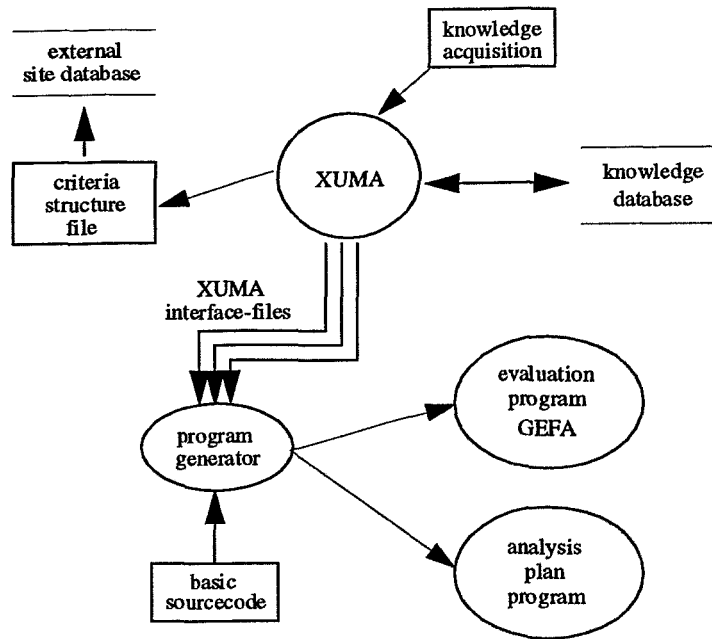 knowledge
acquisition
external
site database
XUMA
criteria
structure
file
knowledge
database
XUMA
interface-files
evaluation
program
GEFA
program
generator
analysis
plan
program
basic
sourcecode